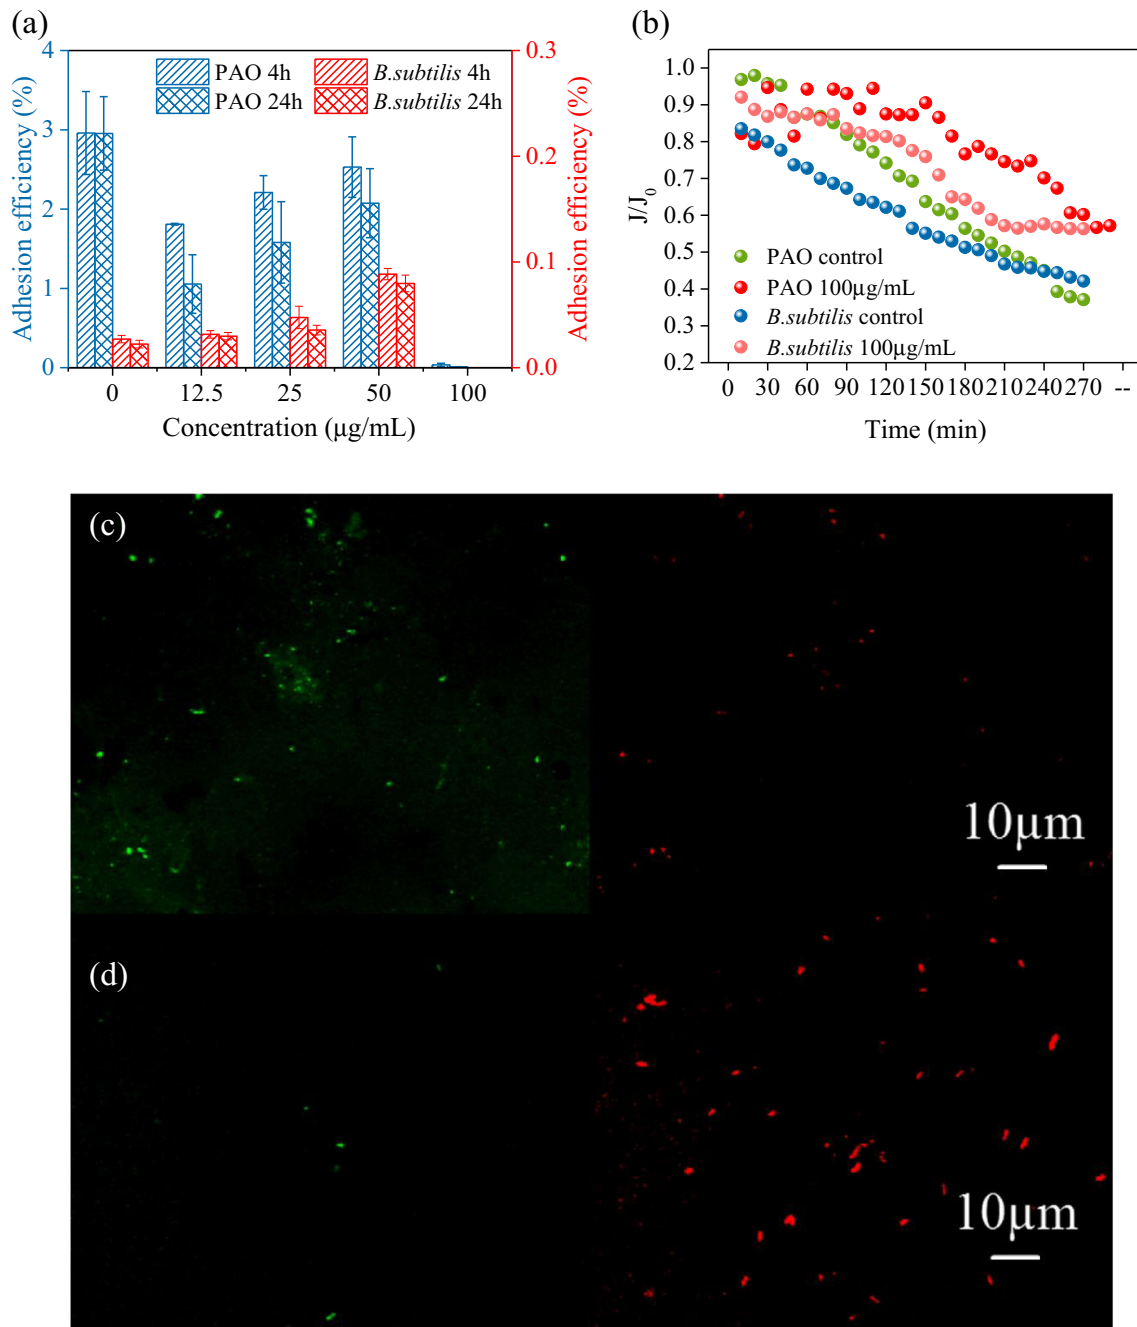 (a)
4
3
2
1
0
Adhesion efficiency (%)
PAO 4h
B.subtilis 4h
PAO 24h
B.subtilis 24h
0.3
0.2
0.1
0.0
Adhesion efficiency (%)
0 12.5 25 50 100
Concentration (μg/mL)
(b)
1.0
0.9
0.8
0.7
0.6
0.5
0.4
0.3
0.2
J/J0
PAO control
PAO 100μg/mL
B.subtilis control
B.subtilis 100μg/mL
0 30 60 90 120 150 180 210 240 270 --
Time (min)
(c)
10μm
(d)
10μm